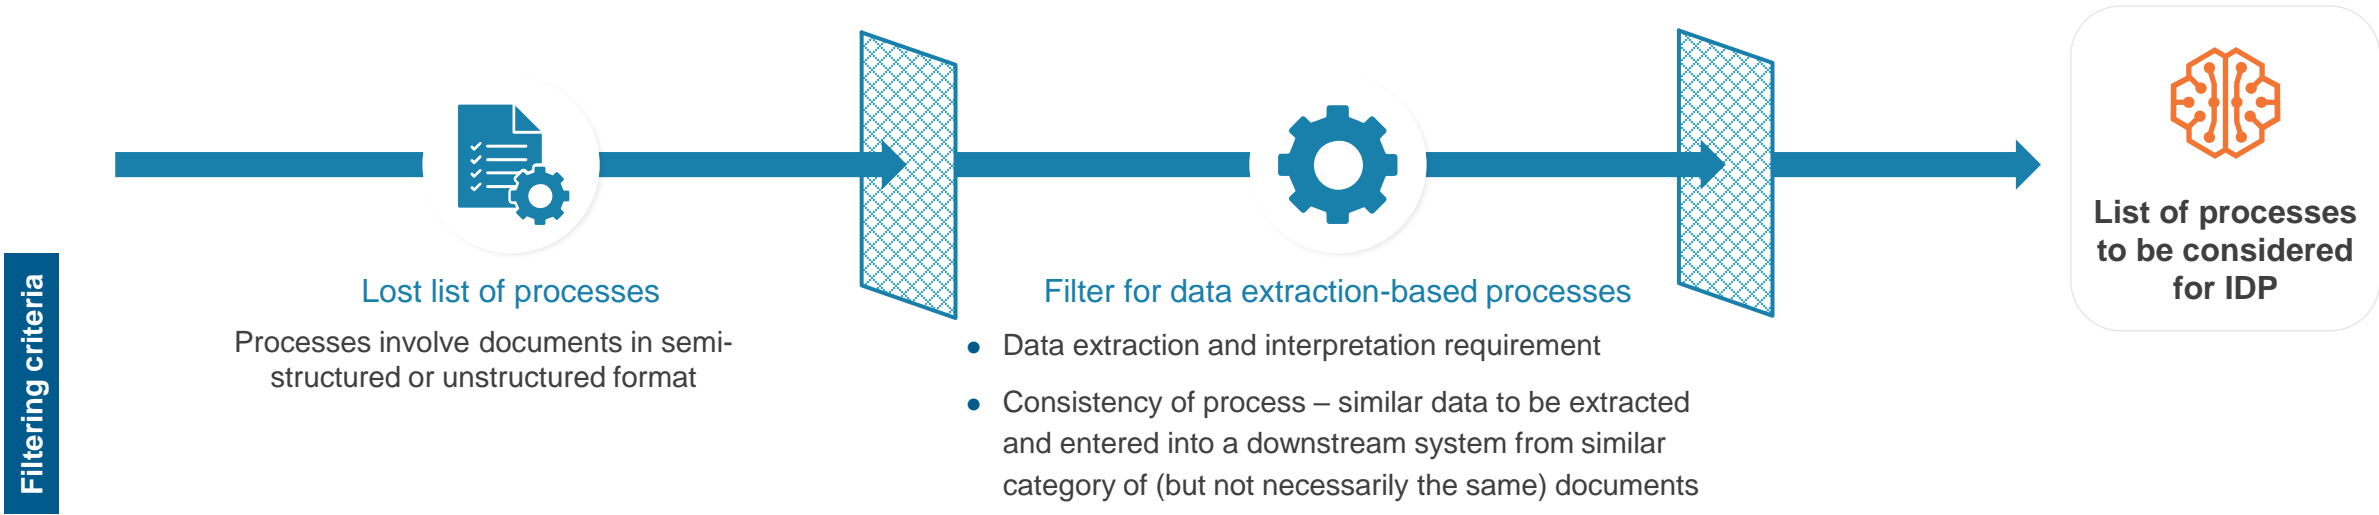 Filtering criteria
Lost list of processes
Processes involve documents in semi-
structured or unstructured format
Filter for data extraction-based processes
● Data extraction and interpretation requirement
● Consistency of process – similar data to be extracted
and entered into a downstream system from similar
category of (but not necessarily the same) documents
List of processes
to be considered
for IDP